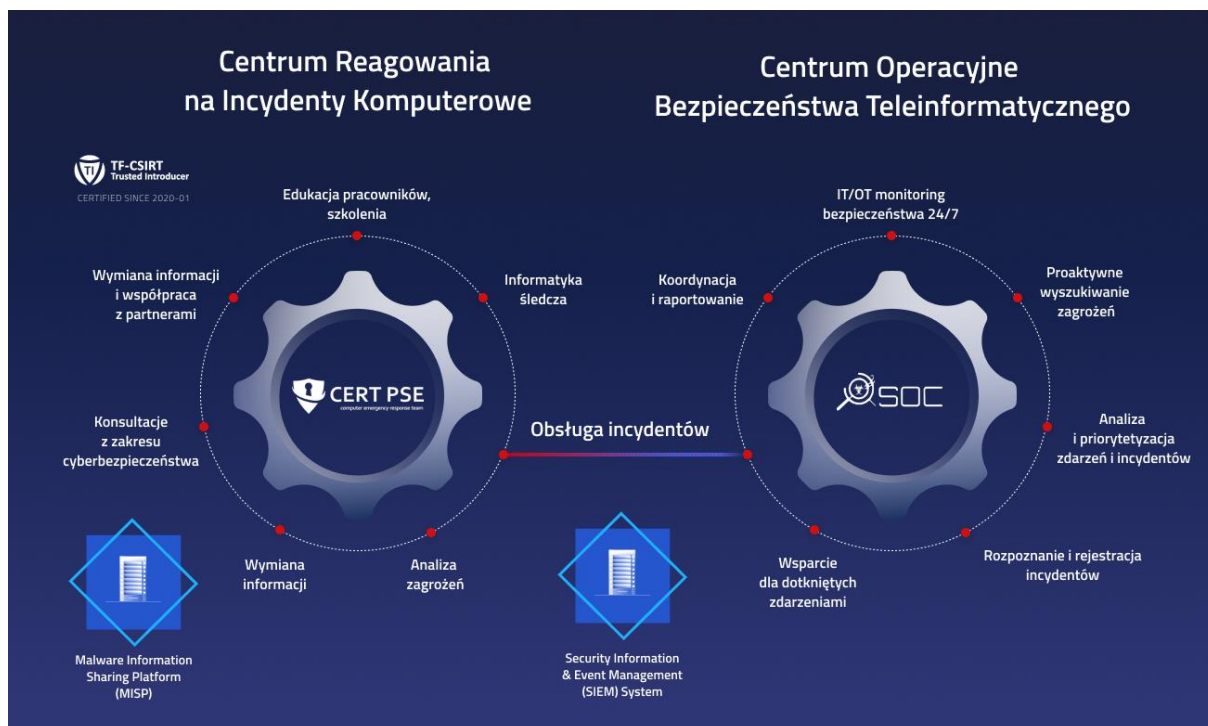 Centrum Reagowania
na Incydenty Komputerowe
Centrum Operacyjne
Bezpieczeństwa Teleinformatycznego
TI
TF-CSIRT
Trusted Introducer
CERTIFIED SINCE 2020-01
Edukacja pracowników,
szkolenia
Wymiana informacji
i współpraca
z partnerami
Informatyka
śledcza
CERT PSE
computer emergency response team
Konsultacje
z zakresu
cyberbezpieczeństwa
Wymiana
informacji
Analiza
zagrożeń
Obsługa incydentów
IT/OT monitoring
bezpieczeństwa 24/7
Koordynacja
i raportowanie
Proaktywne
wyszukiwanie
zagrożeń
SOC
Analiza
i priorytetyzacja
zdarzeń i incydentów
Wsparcie
dla dotkniętych
zdarzeniami
Rozpoznanie i rejestracja
incydentów
Malware Information
Sharing Platform
(MISP)
Security Information
& Event Management
(SIEM) System